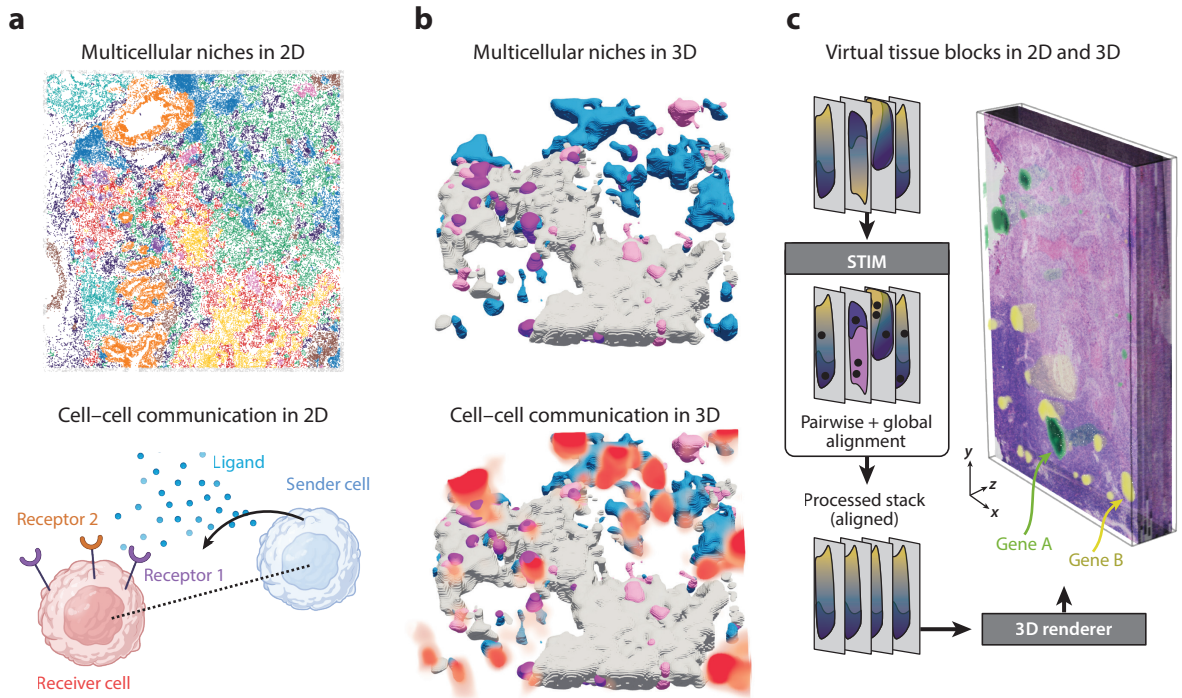 a
Multicellular niches in 2D
Cell–cell communication in 2D
Ligand
Sender cell
Receptor 2
Receptor 1
Receiver cell
b
Multicellular niches in 3D
Cell–cell communication in 3D
c
Virtual tissue blocks in 2D and 3D
STIM
Pairwise + global
alignment
Processed stack
(aligned)
y
z
x
Gene A
Gene B
3D renderer